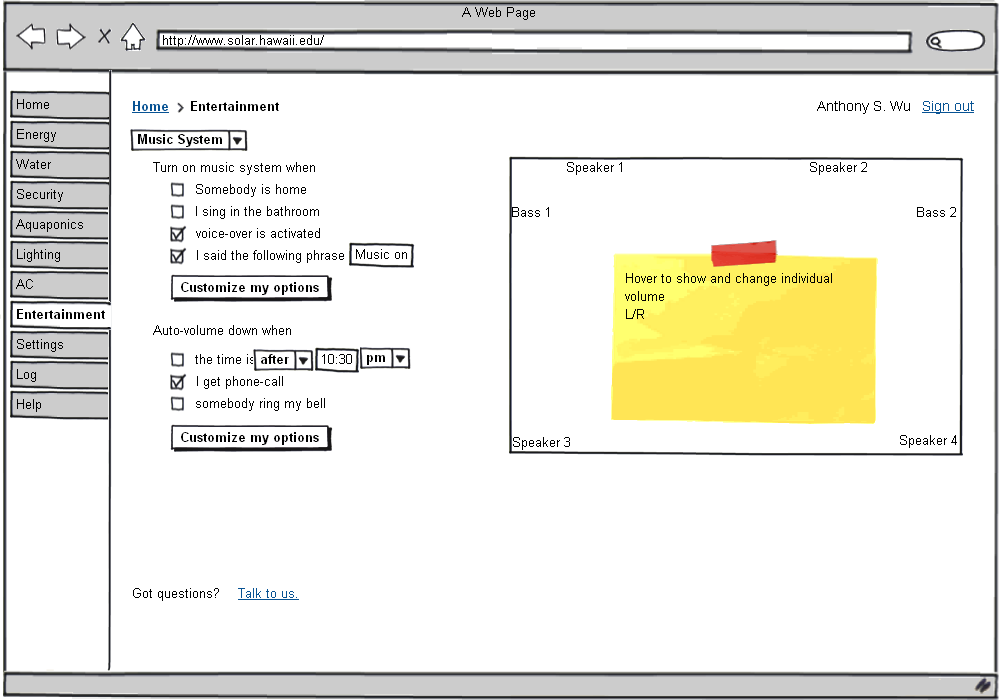 A Web Page
http://www.solar.hawaii.edu/
Home
Energy
Water
Security
Aquaponics
Lighting
AC
Entertainment
Settings
Log
Help
Home > Entertainment
Anthony S. Wu Sign out
Music System
Turn on music system when
Somebody is home
I sing in the bathroom
voice-over is activated
I said the following phrase Music on
Customize my options
Auto-volume down when
the time is after 10:30 pm
I get phone-call
somebody ring my bell
Customize my options
Speaker 1 Speaker 2
Bass 1 Bass 2
Hover to show and change individual
volume
L/R
Speaker 3 Speaker 4
Got questions? Talk to us.